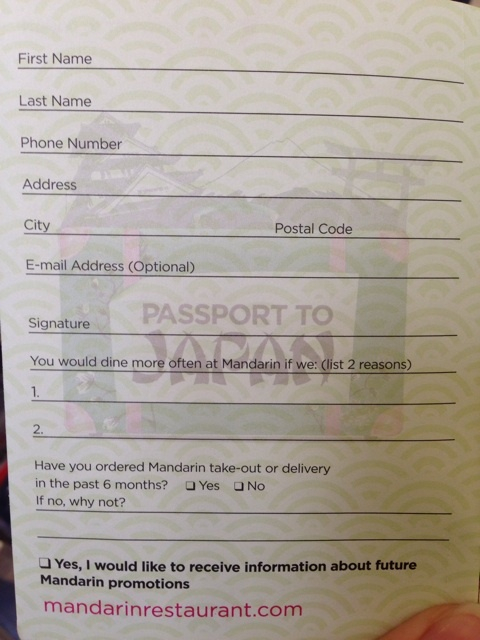 First Name
Last Name
Phone Number
Address
City Postal Code
E-mail Address (Optional)
PASSPORT TO
JAPAN
Signature
You would dine more often at Mandarin if we: (list 2 reasons)
1.
2.
Have you ordered Mandarin take-out or delivery
in the past 6 months? ❑ Yes ❑ No
If no, why not?
❑ Yes, I would like to receive information about future
Mandarin promotions
mandarinrestaurant.com